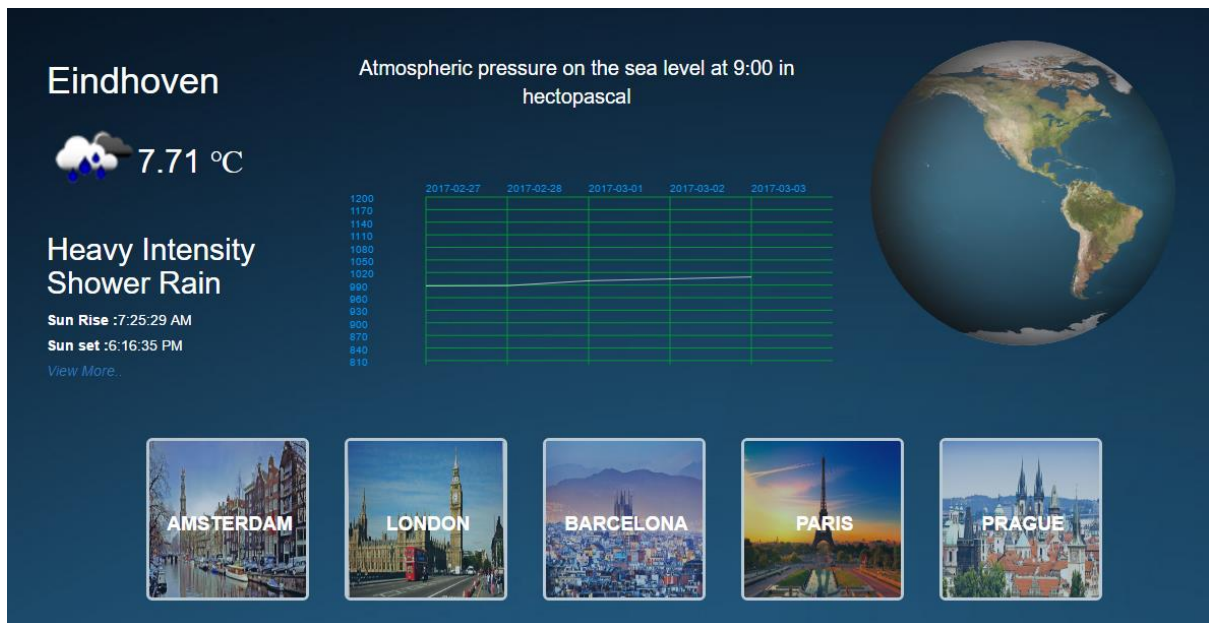 Eindhoven
7.71 °C
Heavy Intensity
Shower Rain
Sun Rise :7:25:29 AM
Sun set :6:16:35 PM
View More..
Atmospheric pressure on the sea level at 9:00 in
hectopascal
2017-02-27 2017-02-28 2017-03-01 2017-03-02 2017-03-03
1200
1170
1140
1110
1080
1050
1020
990
960
930
900
870
840
810
AMSTERDAM LONDON BARCELONA PARIS PRAGUE